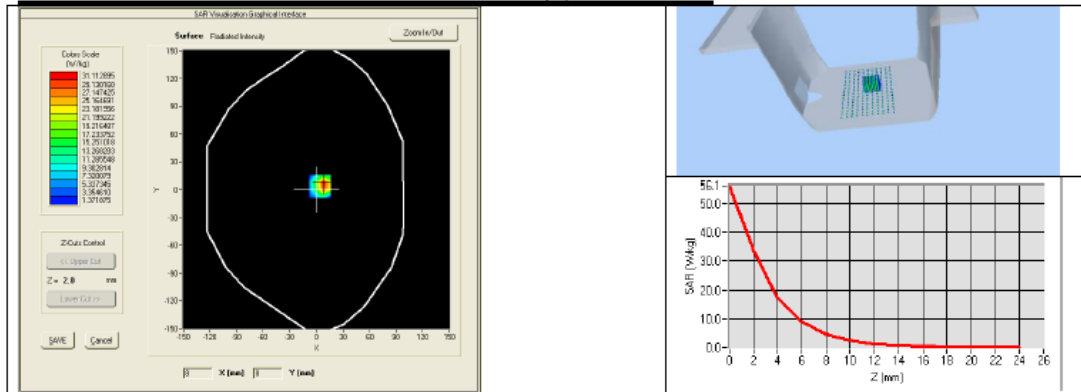 SAR Visualisation Graphical Interface
Surface Radiated Intensity
Zoom In/Out
Colors Scale
(W/kg)
31.112895
29.130160
27.147425
25.164691
23.181956
21.199222
19.216487
17.233752
15.251018
13.268283
11.285548
9.302814
7.320079
5.337345
3.354610
1.371875
150
120
90
60
30
0
-30
-60
-90
-120
-150
Y
-150 -120 -90 -60 -30 0 30 60 90 120 150
X
Z-Cuts Control
<< Upper Cut
Z = 2.0 mm
Lower Cut >>
SAVE Cancel
X (mm) Y (mm)
56.1
50.0
40.0
30.0
20.0
10.0
0.0
SAR (W/kg)
0 2 4 6 8 10 12 14 16 18 20 22 24 26
Z (mm)